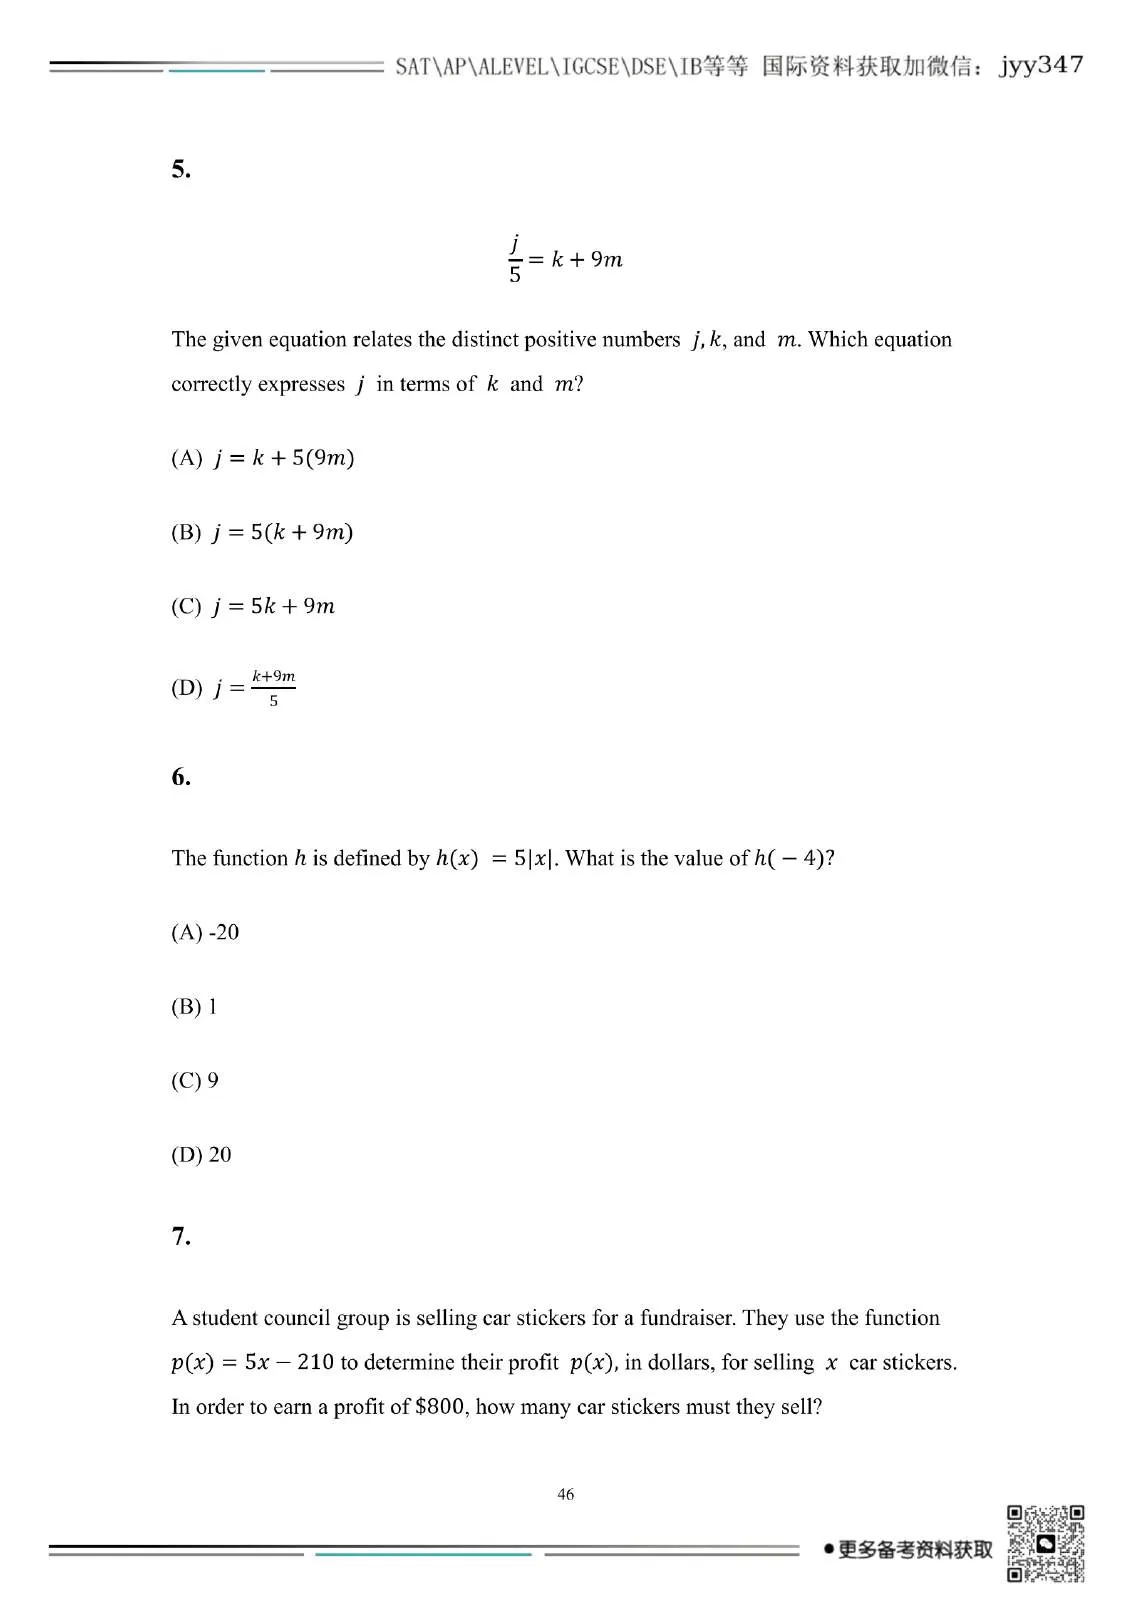 SAT\AP\ALEVEL\IGCSE\DSE\IB等等 国际资料获取加微信: jyy347
5.
j/5 = k + 9m
The given equation relates the distinct positive numbers j, k, and m. Which equation
correctly expresses j in terms of k and m?
(A) j = k + 5(9m)
(B) j = 5(k + 9m)
(C) j = 5k + 9m
(D) j = k+9m/5
6.
The function h is defined by h(x) = 5|x|. What is the value of h( − 4)?
(A) -20
(B) 1
(C) 9
(D) 20
7.
A student council group is selling car stickers for a fundraiser. They use the function
p(x) = 5x − 210 to determine their profit p(x), in dollars, for selling x car stickers.
In order to earn a profit of $800, how many car stickers must they sell?
46
●更多备考资料获取